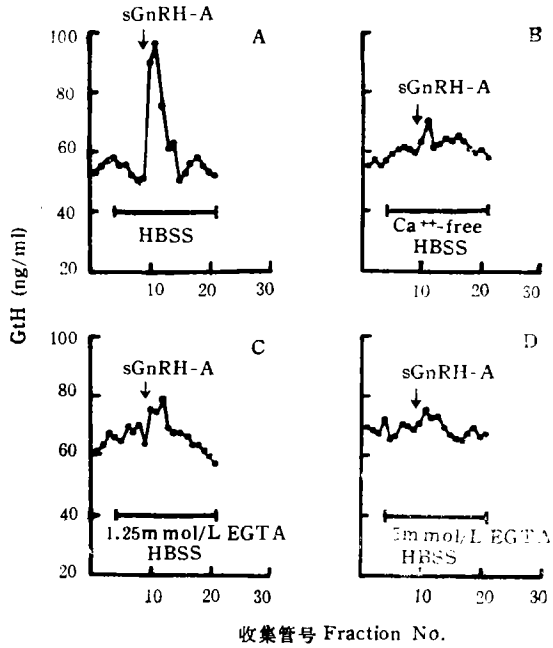 sGnRH-A
A
100
80
60
40
20
HBSS
10 20 30
B
sGnRH-A
Ca⁺⁺-free
HBSS
10 20 30
GtH (ng/ml)
C
sGnRH-A
100
80
60
40
20
1.25mmol/L EGTA
HBSS
10 20 30
D
sGnRH-A
mmol/L EGTA
HBSS
10 20 30
收集管号 Fraction No.